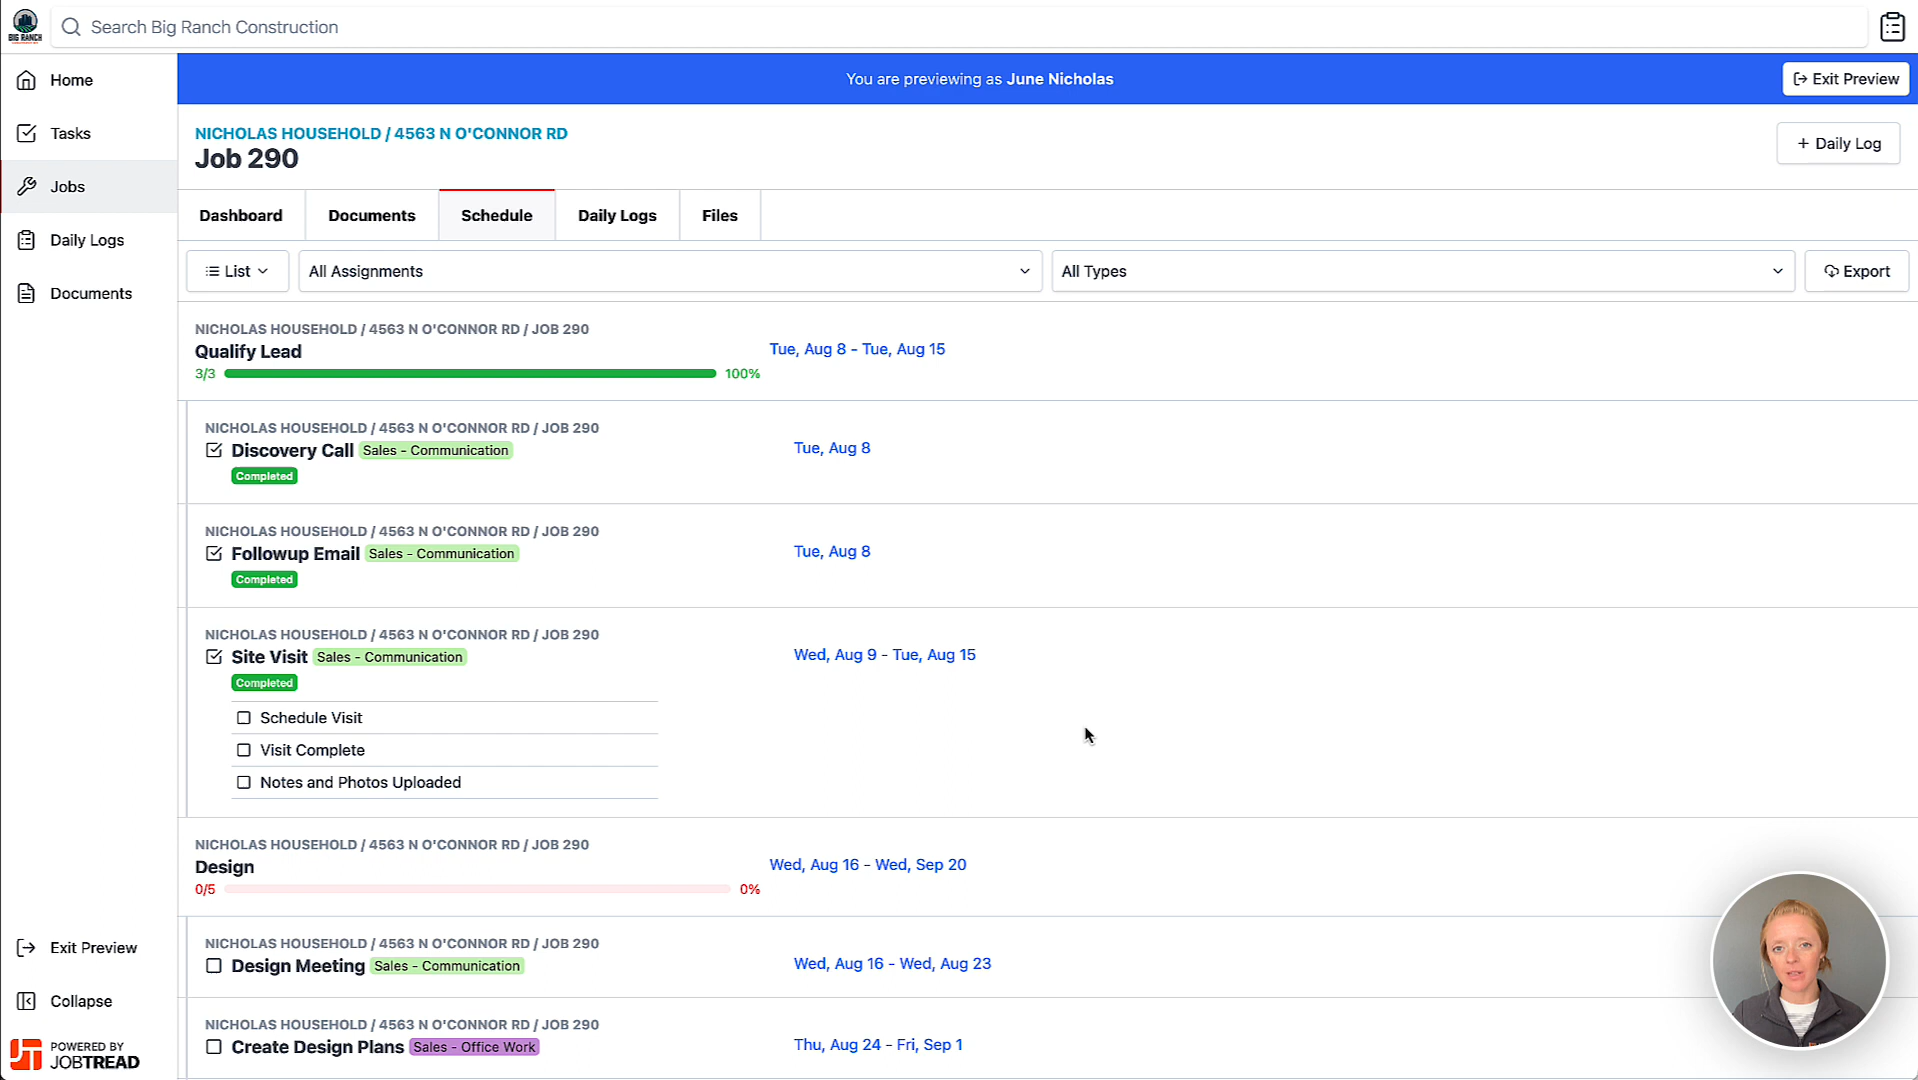 BIG RANCH
Search Big Ranch Construction
Home
Tasks
Jobs
Daily Logs
Documents
You are previewing as June Nicholas
Exit Preview
NICHOLAS HOUSEHOLD / 4563 N O'CONNOR RD
Job 290
+ Daily Log
Dashboard
Documents
Schedule
Daily Logs
Files
List
All Assignments
All Types
Export
NICHOLAS HOUSEHOLD / 4563 N O'CONNOR RD / JOB 290
Qualify Lead
Tue, Aug 8 - Tue, Aug 15
3/3
100%
NICHOLAS HOUSEHOLD / 4563 N O'CONNOR RD / JOB 290
Discovery Call Sales - Communication
Tue, Aug 8
Completed
NICHOLAS HOUSEHOLD / 4563 N O'CONNOR RD / JOB 290
Followup Email Sales - Communication
Tue, Aug 8
Completed
NICHOLAS HOUSEHOLD / 4563 N O'CONNOR RD / JOB 290
Site Visit Sales - Communication
Wed, Aug 9 - Tue, Aug 15
Completed
Schedule Visit
Visit Complete
Notes and Photos Uploaded
NICHOLAS HOUSEHOLD / 4563 N O'CONNOR RD / JOB 290
Design
Wed, Aug 16 - Wed, Sep 20
0/5
0%
NICHOLAS HOUSEHOLD / 4563 N O'CONNOR RD / JOB 290
Design Meeting Sales - Communication
Wed, Aug 16 - Wed, Aug 23
NICHOLAS HOUSEHOLD / 4563 N O'CONNOR RD / JOB 290
Create Design Plans Sales - Office Work
Thu, Aug 24 - Fri, Sep 1
Exit Preview
Collapse
POWERED BY
JOBTREAD